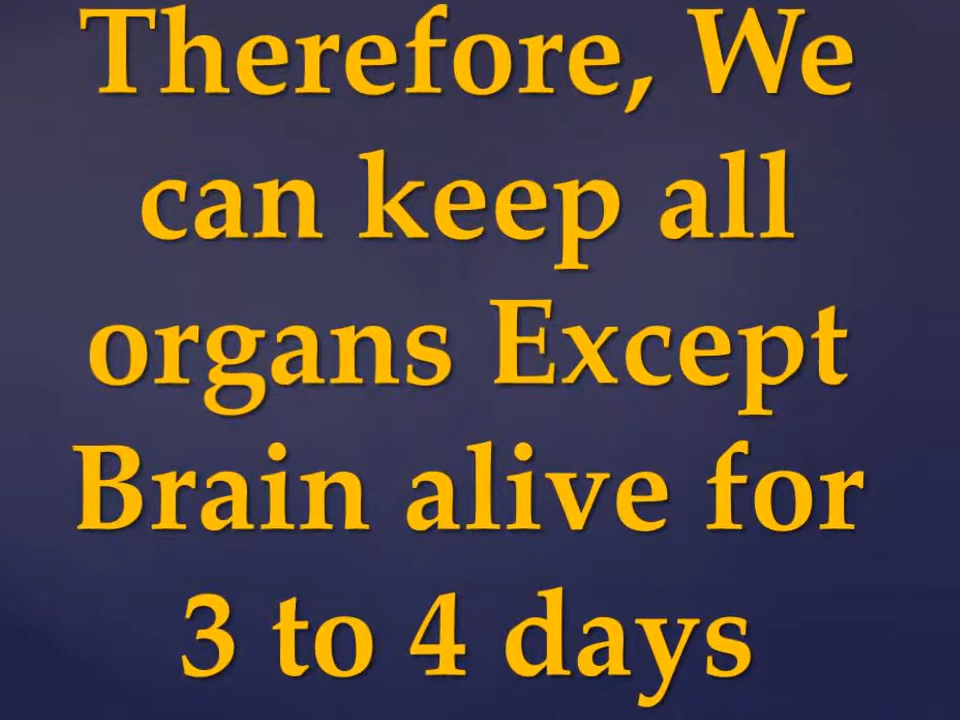 Therefore, We
can keep all
organs Except
Brain alive for
3 to 4 days